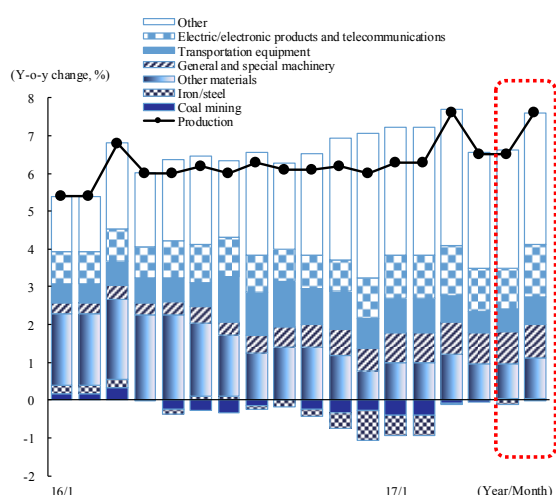 Other
Electric/electronic products and telecommunications
Transportation equipment
General and special machinery
Other materials
Iron/steel
Coal mining
Production
(Y-o-y change, %)
8
7
6
5
4
3
2
1
0
-1
-2
16/1
17/1
(Year/Month)